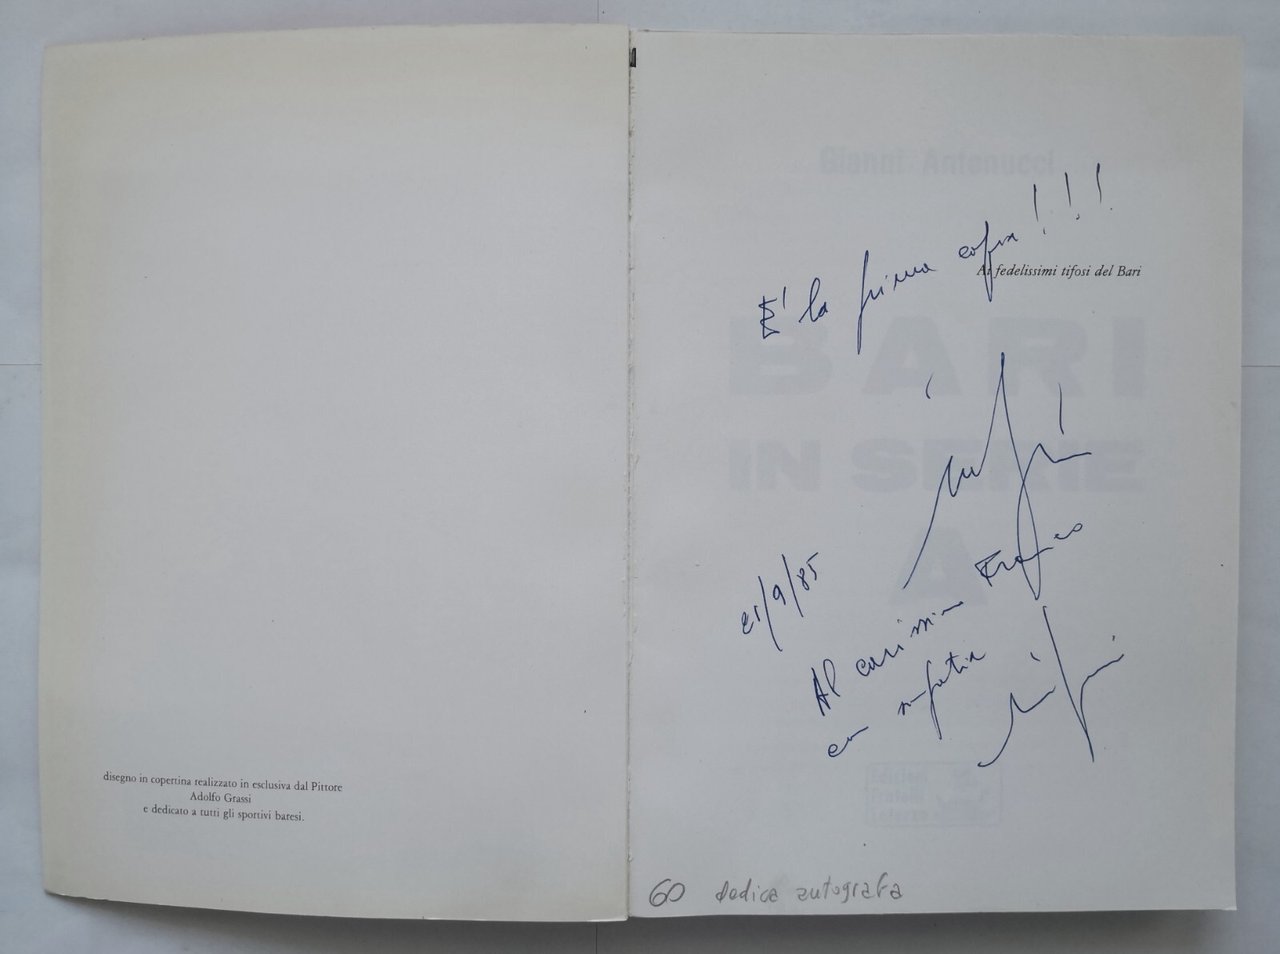 disegno in copertina realizzato in esclusiva dal Pittore
Adolfo Grassi
e dedicato a tutti gli sportivi baresi.
Gianni Antonucci
E' la prima copia!!!
Ai fedelissimi tifosi del Bari
BARI
IN SERIE
A
21/9/85
Al carissimo Franco
con simpatia
60 dedica autografa